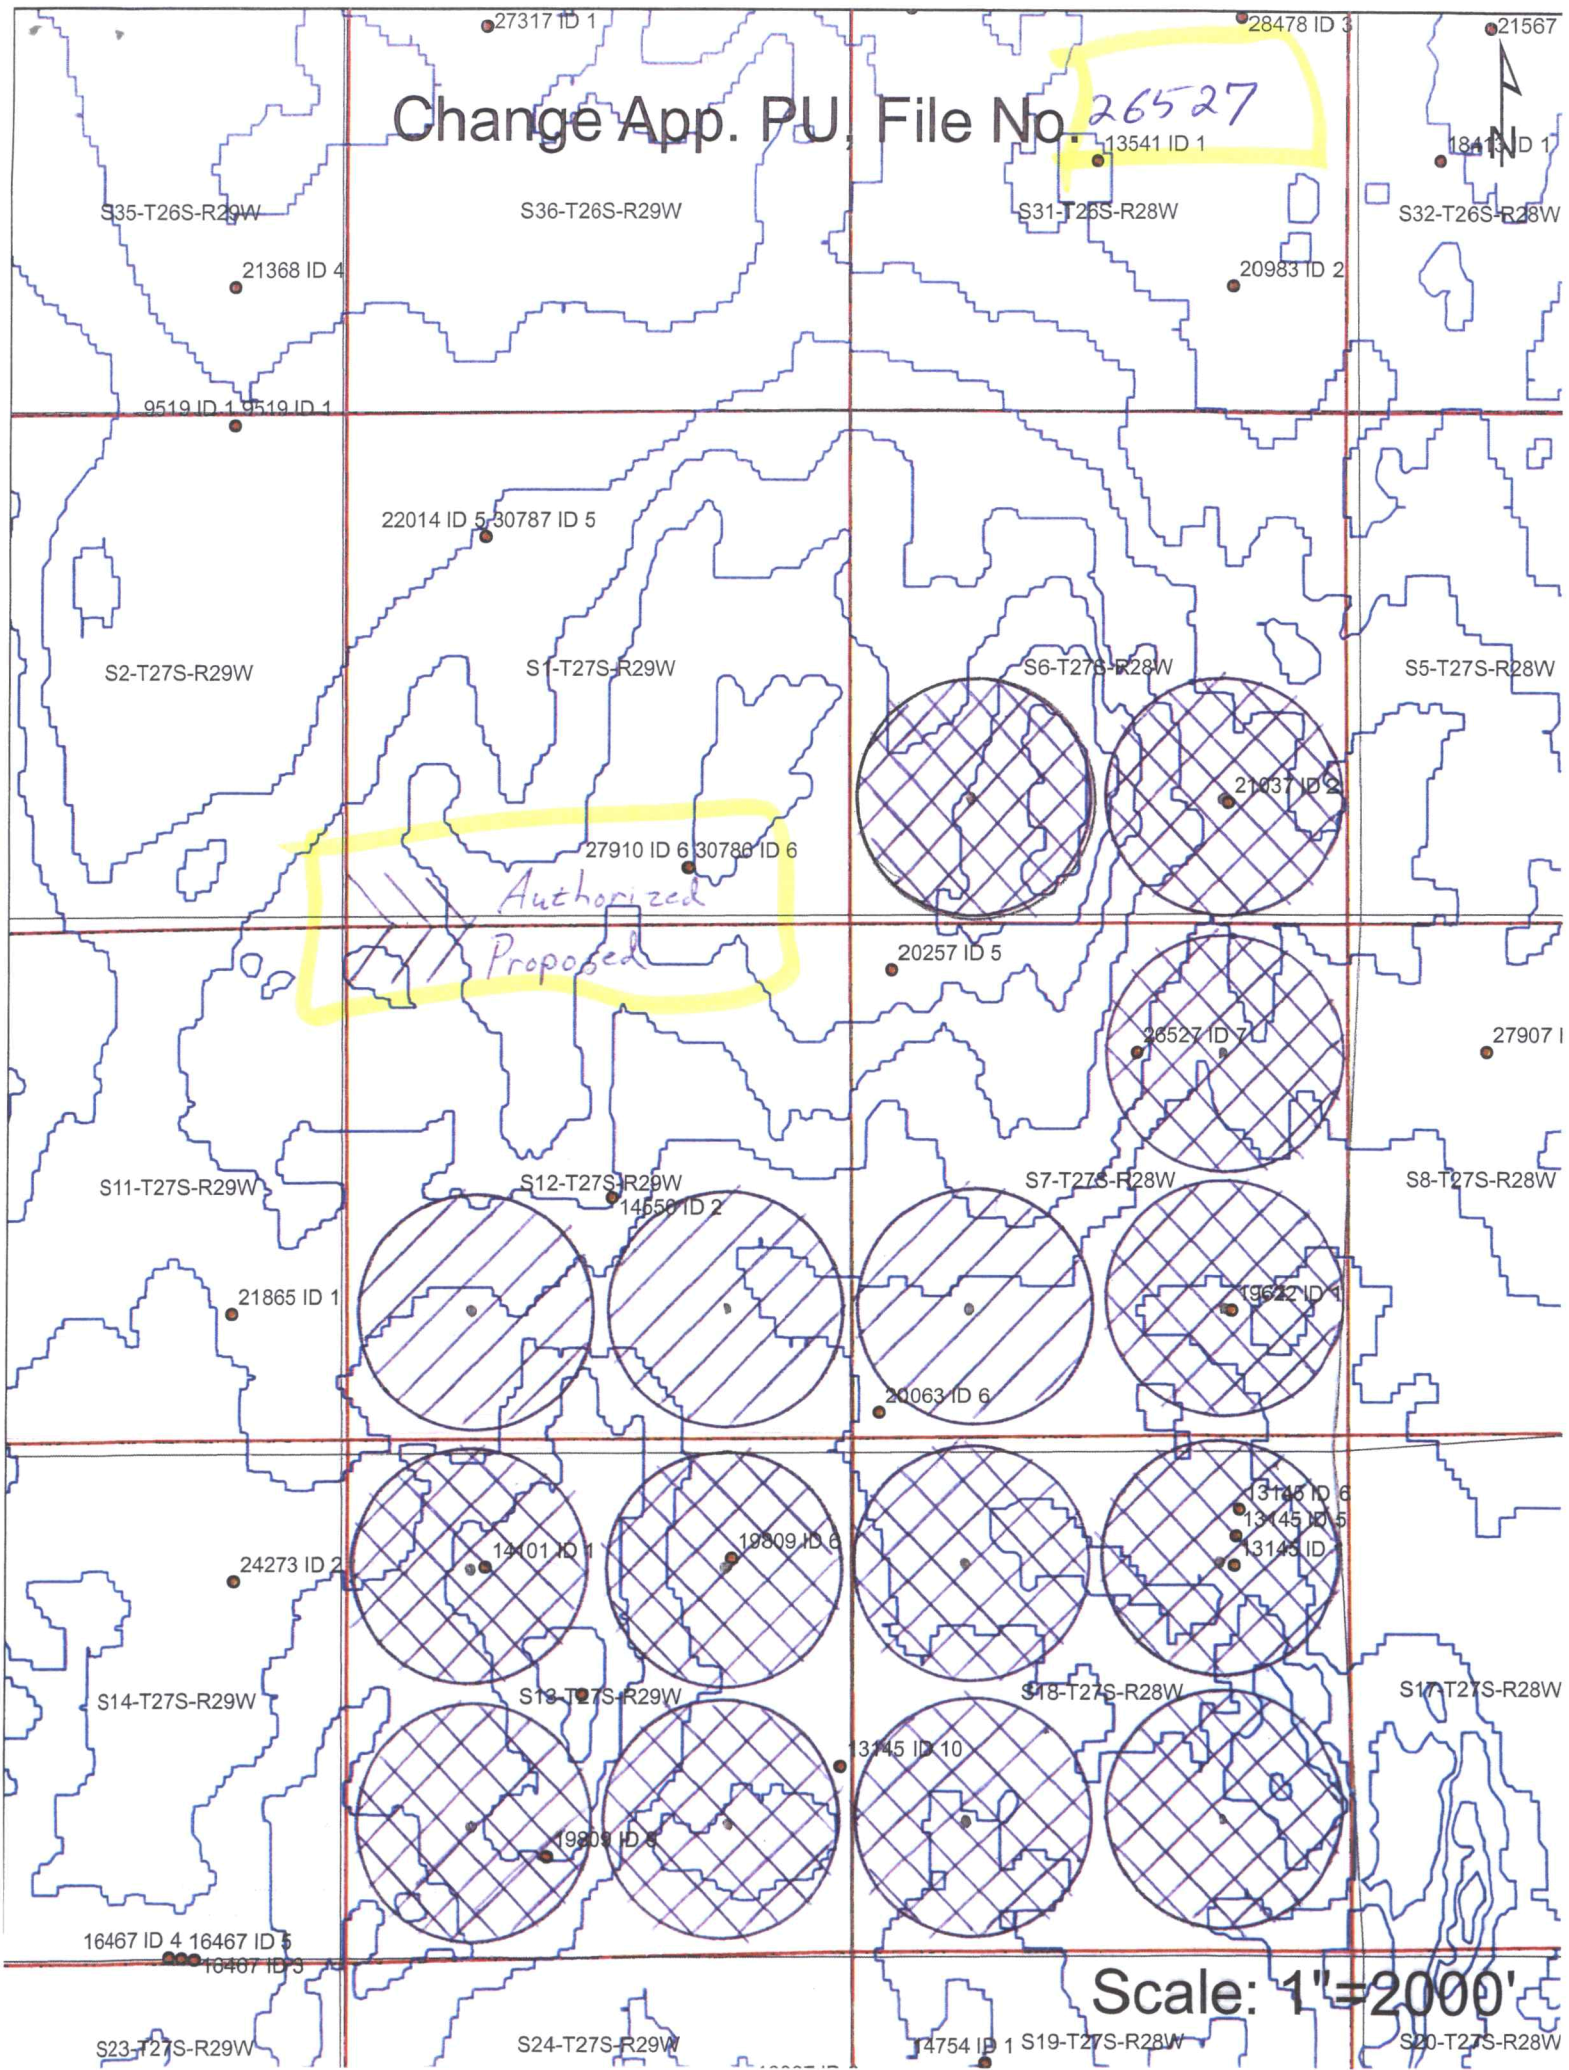 27317 ID 1
28478 ID 3
21567
Change App. PU, File No. 26527
13541 ID 1
18413 ID 1
N
S35-T26S-R29W
S36-T26S-R29W
S31-T26S-R28W
S32-T26S-R28W
21368 ID 4
20983 ID 2
9519 ID 1 9519 ID 1
22014 ID 5 30787 ID 5
S2-T27S-R29W
S1-T27S-R29W
S6-T27S-R28W
S5-T27S-R28W
21037 ID 2
27910 ID 6 30786 ID 6
Authorized
Proposed
20257 ID 5
26527 ID 7
27907 I
S11-T27S-R29W
S12-T27S-R29W
S7-T27S-R28W
S8-T27S-R28W
14550 ID 2
21865 ID 1
19622 ID 1
20063 ID 6
13145 ID 6
13145 ID 5
13145 ID
14101 ID 1
19809 ID 6
24273 ID 2
S14-T27S-R29W
S13-T27S-R29W
S18-T27S-R28W
S17-T27S-R28W
13145 ID 10
19809 ID
16467 ID 4 16467 ID 5
16467 ID 3
Scale: 1"=2000'
S23-T27S-R29W
S24-T27S-R29W
14754 ID 1
S19-T27S-R28W
S20-T27S-R28W